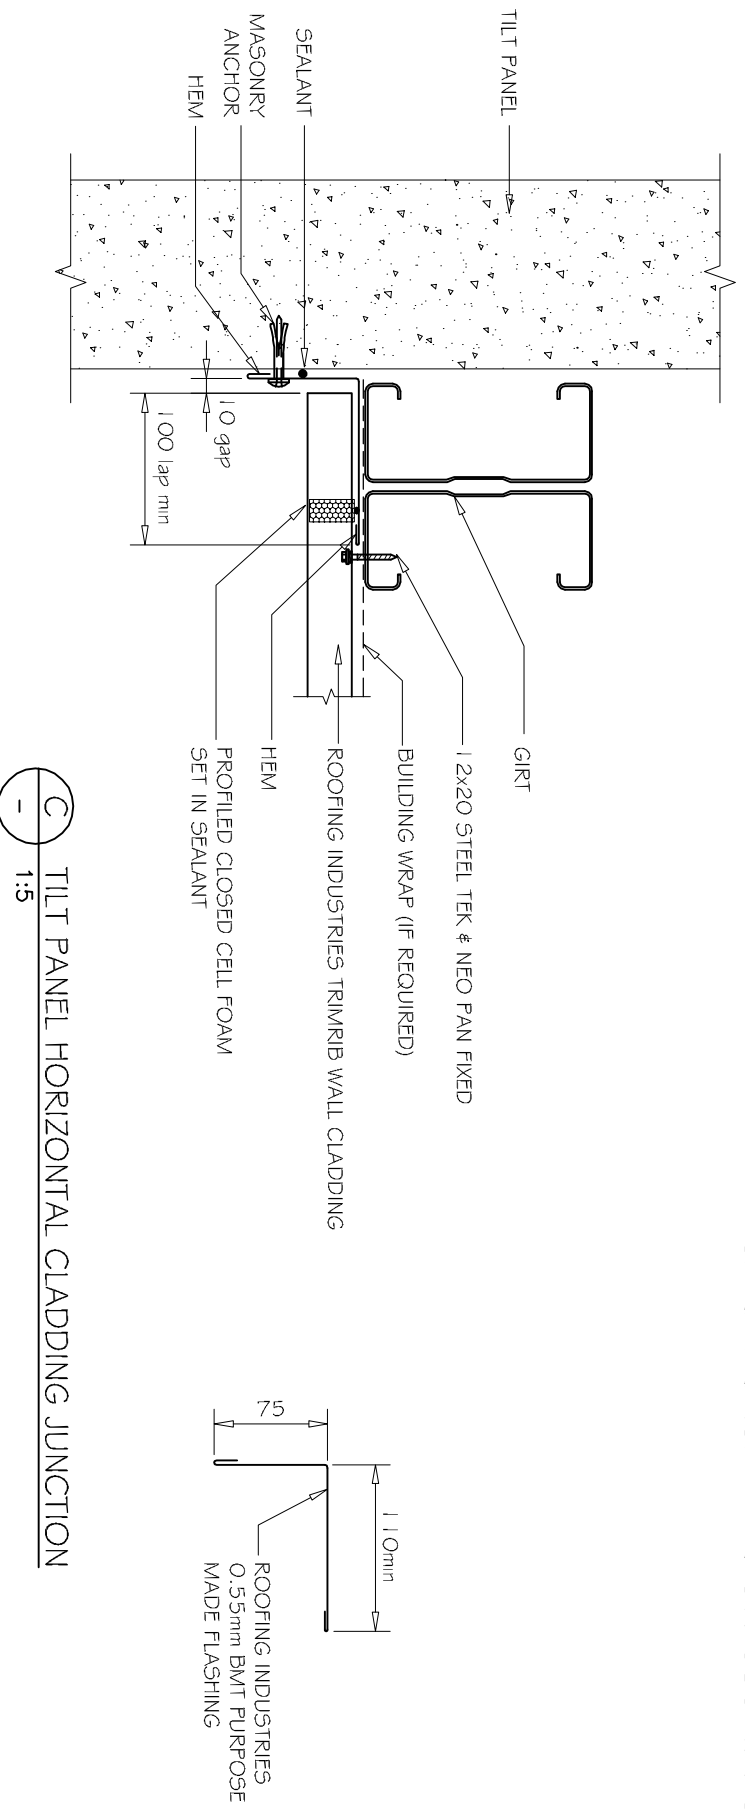 TILT PANEL
SEALANT
MASONRY
ANCHOR
HEM
10 gap
100 lap min
GIRT
12x20 STEEL TEK & NEO PAN FIXED
BUILDING WRAP (IF REQUIRED)
ROOFING INDUSTRIES TRIMRIB WALL CLADDING
HEM
PROFILED CLOSED CELL FOAM
SET IN SEALANT
75
110min
ROOFING INDUSTRIES
0.55mm BMT PURPOSE
MADE FLASHING
C
-
TILT PANEL HORIZONTAL CLADDING JUNCTION
1:5